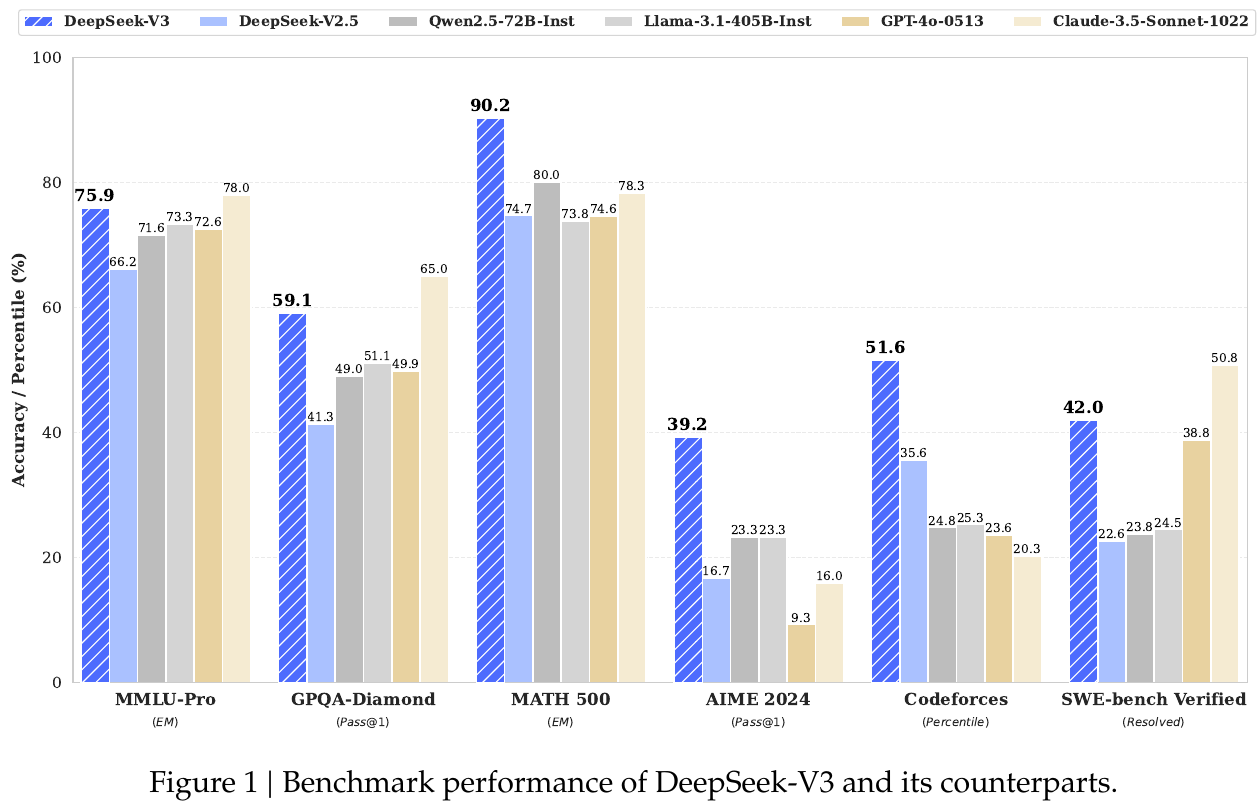 DeepSeek-V3 DeepSeek-V2.5 Qwen2.5-72B-Inst Llama-3.1-405B-Inst GPT-4o-0513 Claude-3.5-Sonnet-1022
Accuracy / Percentile (%)
100
80
60
40
20
0
75.9 66.2 71.6 73.3 72.6 78.0
59.1 41.3 49.0 51.1 49.9 65.0
90.2 74.7 80.0 73.8 74.6 78.3
39.2 16.7 23.3 23.3 9.3 16.0
51.6 35.6 24.8 25.3 23.6 20.3
42.0 22.6 23.8 24.5 38.8 50.8
MMLU-Pro GPQA-Diamond MATH 500 AIME 2024 Codeforces SWE-bench Verified
(EM) (Pass@1) (EM) (Pass@1) (Percentile) (Resolved)
Figure 1 | Benchmark performance of DeepSeek-V3 and its counterparts.